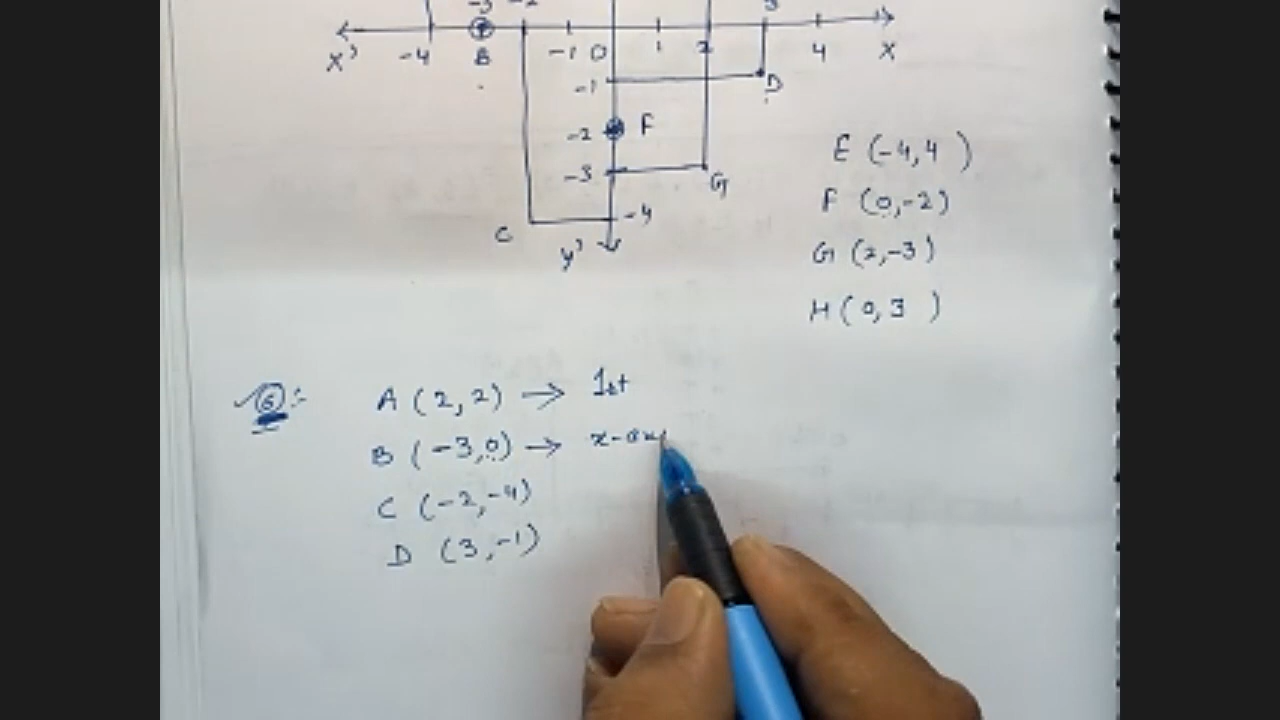 -3 -2 3
X' -4 B -1 0 1 2 4 X
-1 D
-2 F
-3 G
C -4
y'
E (-4,4 )
F (0,-2)
G (2,-3 )
H ( 0,3 )
6: A (2,2) → 1st
B (-3,0) → x-ax
C (-2,-4)
D (3,-1)